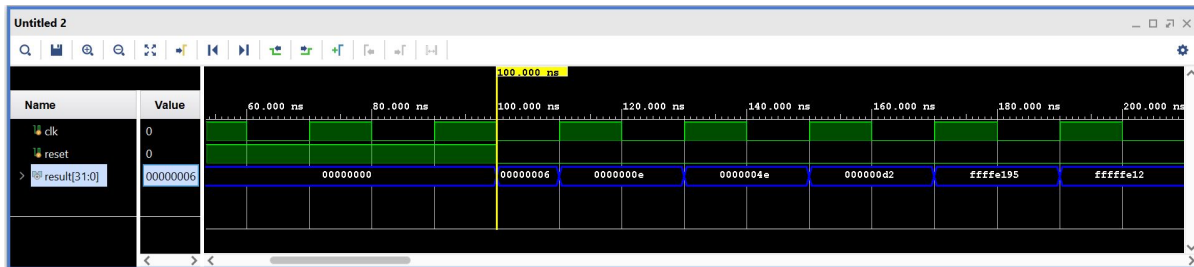 Untitled 2
100.000 ns
Name Value
60.000 ns 80.000 ns 100.000 ns 120.000 ns 140.000 ns 160.000 ns 180.000 ns 200.000 ns
clk 0
reset 0
result[31:0] 00000006 00000000 00000006 0000000e 0000004e 000000d2 ffffe195 fffffe12